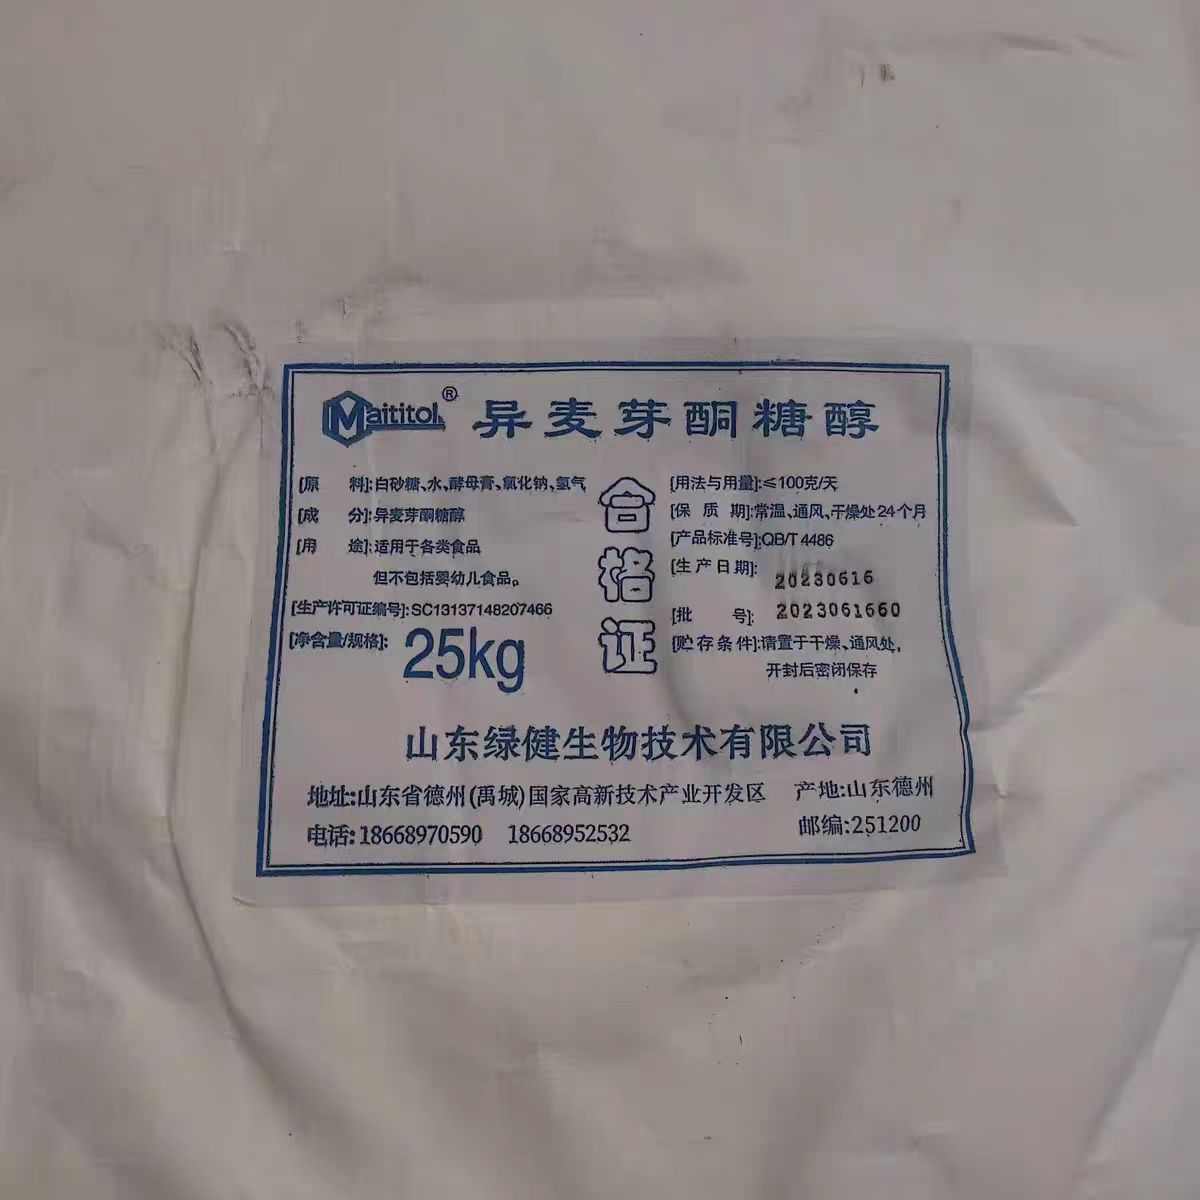 Maititol® 异麦芽酮糖醇
[原 料]:白砂糖、水、酵母膏、氯化钠、氢气
[成 分]:异麦芽酮糖醇
[用 途]:适用于各类食品
但不包括婴幼儿食品。
[生产许可证编号]:SC13137148207466
[净含量/规格]: 25kg
合格证
[用法与用量]:≤100克/天
[保 质 期]:常温、通风、干燥处24个月
[产品标准号]:QB/T 4486
[生产日期]: 20230616
[批 号]: 2023061660
[贮存条件]:请置于干燥、通风处,
开封后密闭保存
山东绿健生物技术有限公司
地址:山东省德州(禹城)国家高新技术产业开发区 产地:山东德州
电话:18668970590 18668952532 邮编:251200